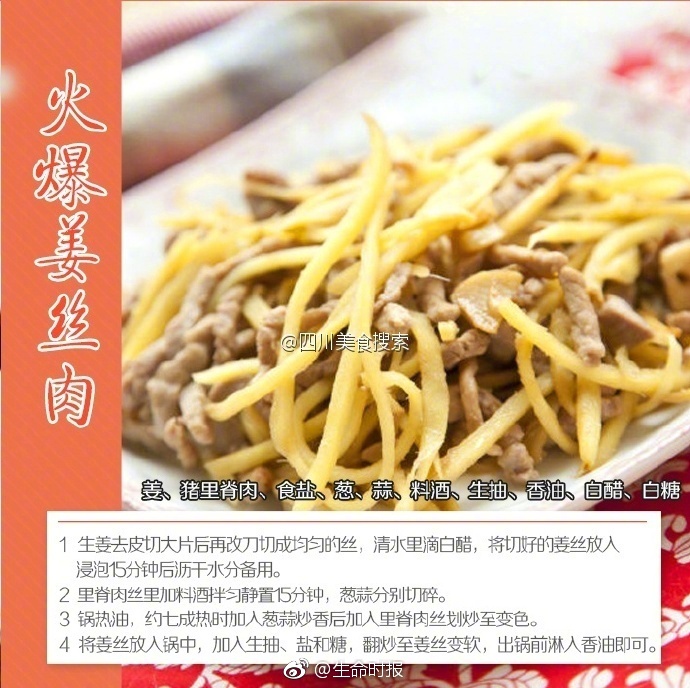 火爆姜丝肉
@四川美食搜索
姜、猪里脊肉、食盐、葱、蒜、料酒、生抽、香油、白醋、白糖
1 生姜去皮切大片后再改刀切成均匀的丝，清水里滴白醋，将切好的姜丝放入
浸泡15分钟后沥干水分备用。
2 里脊肉丝里加料酒拌匀静置15分钟，葱蒜分别切碎。
3 锅热油，约七成热时加入葱蒜炒香后加入里脊肉丝划炒至变色。
4 将姜丝放入锅中，加入生抽、盐和糖，翻炒至姜丝变软，出锅前淋入香油即可。
@生命时报